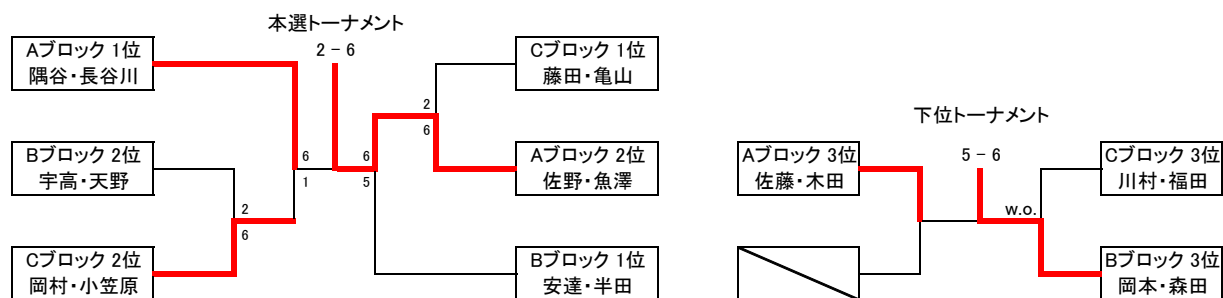 本選トーナメント
2 - 6
Aブロック 1位
隅谷・長谷川
Bブロック 2位
宇高・天野
Cブロック 2位
岡村・小笠原
2
6
6
1
6
5
2
6
Cブロック 1位
藤田・亀山
Aブロック 2位
佐野・魚澤
Bブロック 1位
安達・半田
下位トーナメント
5 - 6
Aブロック 3位
佐藤・木田
w.o.
Cブロック 3位
川村・福田
Bブロック 3位
岡本・森田